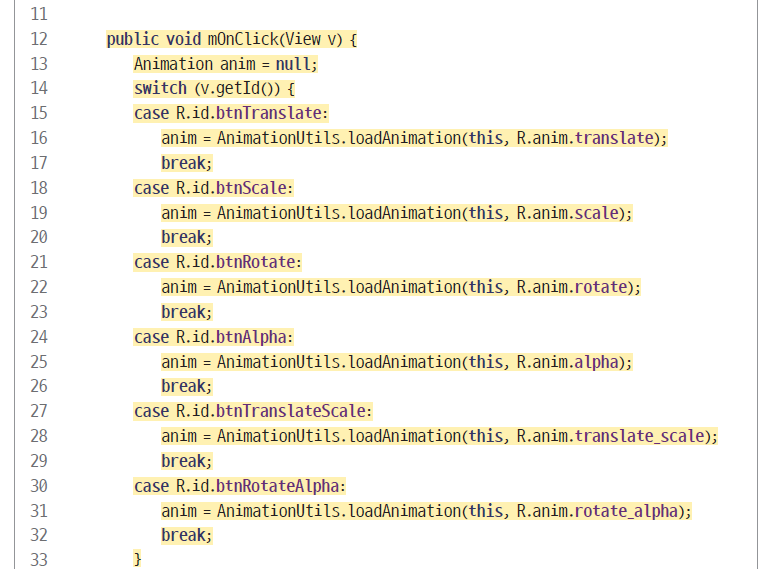 11
12 public void mOnClick(View v) {
13 Animation anim = null;
14 switch (v.getId()) {
15 case R.id.btnTranslate:
16 anim = AnimationUtils.loadAnimation(this, R.anim.translate);
17 break;
18 case R.id.btnScale:
19 anim = AnimationUtils.loadAnimation(this, R.anim.scale);
20 break;
21 case R.id.btnRotate:
22 anim = AnimationUtils.loadAnimation(this, R.anim.rotate);
23 break;
24 case R.id.btnAlpha:
25 anim = AnimationUtils.loadAnimation(this, R.anim.alpha);
26 break;
27 case R.id.btnTranslateScale:
28 anim = AnimationUtils.loadAnimation(this, R.anim.translate_scale);
29 break;
30 case R.id.btnRotateAlpha:
31 anim = AnimationUtils.loadAnimation(this, R.anim.rotate_alpha);
32 break;
33 }